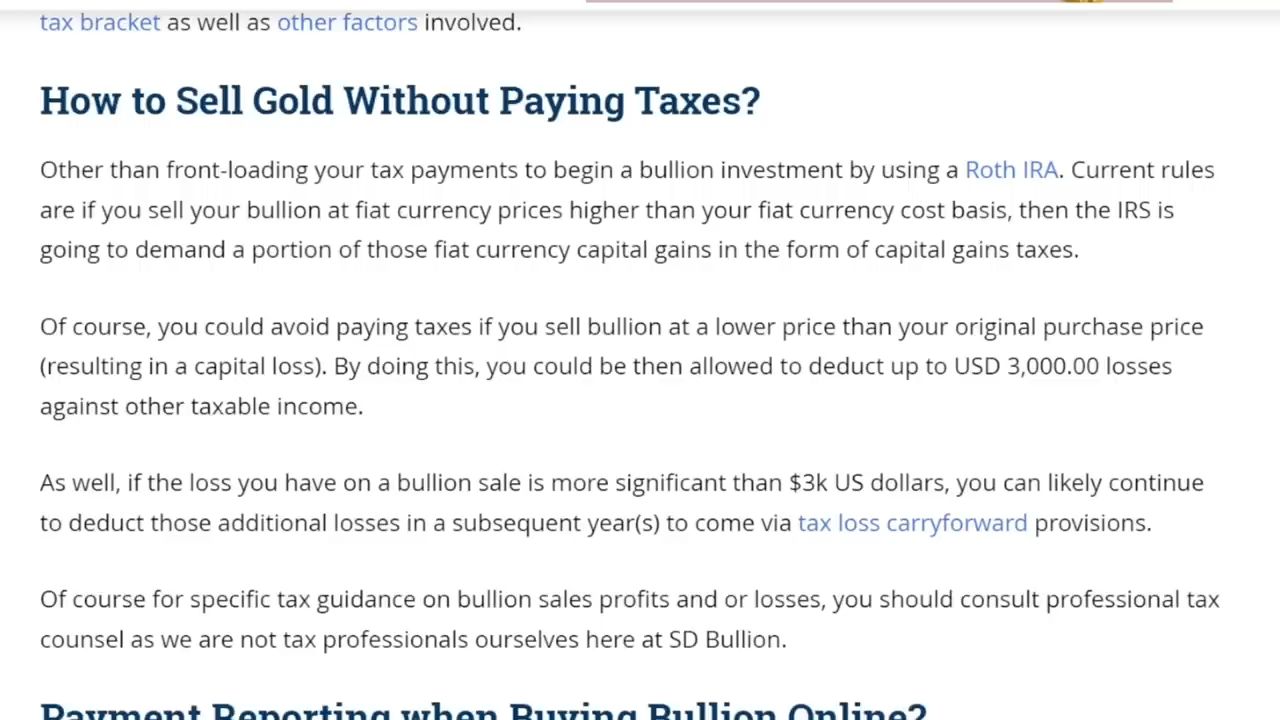 tax bracket as well as other factors involved.
How to Sell Gold Without Paying Taxes?
Other than front-loading your tax payments to begin a bullion investment by using a Roth IRA. Current rules
are if you sell your bullion at fiat currency prices higher than your fiat currency cost basis, then the IRS is
going to demand a portion of those fiat currency capital gains in the form of capital gains taxes.
Of course, you could avoid paying taxes if you sell bullion at a lower price than your original purchase price
(resulting in a capital loss). By doing this, you could be then allowed to deduct up to USD 3,000.00 losses
against other taxable income.
As well, if the loss you have on a bullion sale is more significant than $3k US dollars, you can likely continue
to deduct those additional losses in a subsequent year(s) to come via tax loss carryforward provisions.
Of course for specific tax guidance on bullion sales profits and or losses, you should consult professional tax
counsel as we are not tax professionals ourselves here at SD Bullion.
Payment Reporting when Buying Bullion Online?